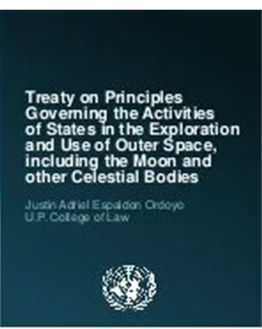 Treaty on Principles
Governing the Activities
of States in the Exploration
and Use of Outer Space,
including the Moon and
other Celestial Bodies
Justin Adriel Espaldon Ordoyo
U.P. College of Law